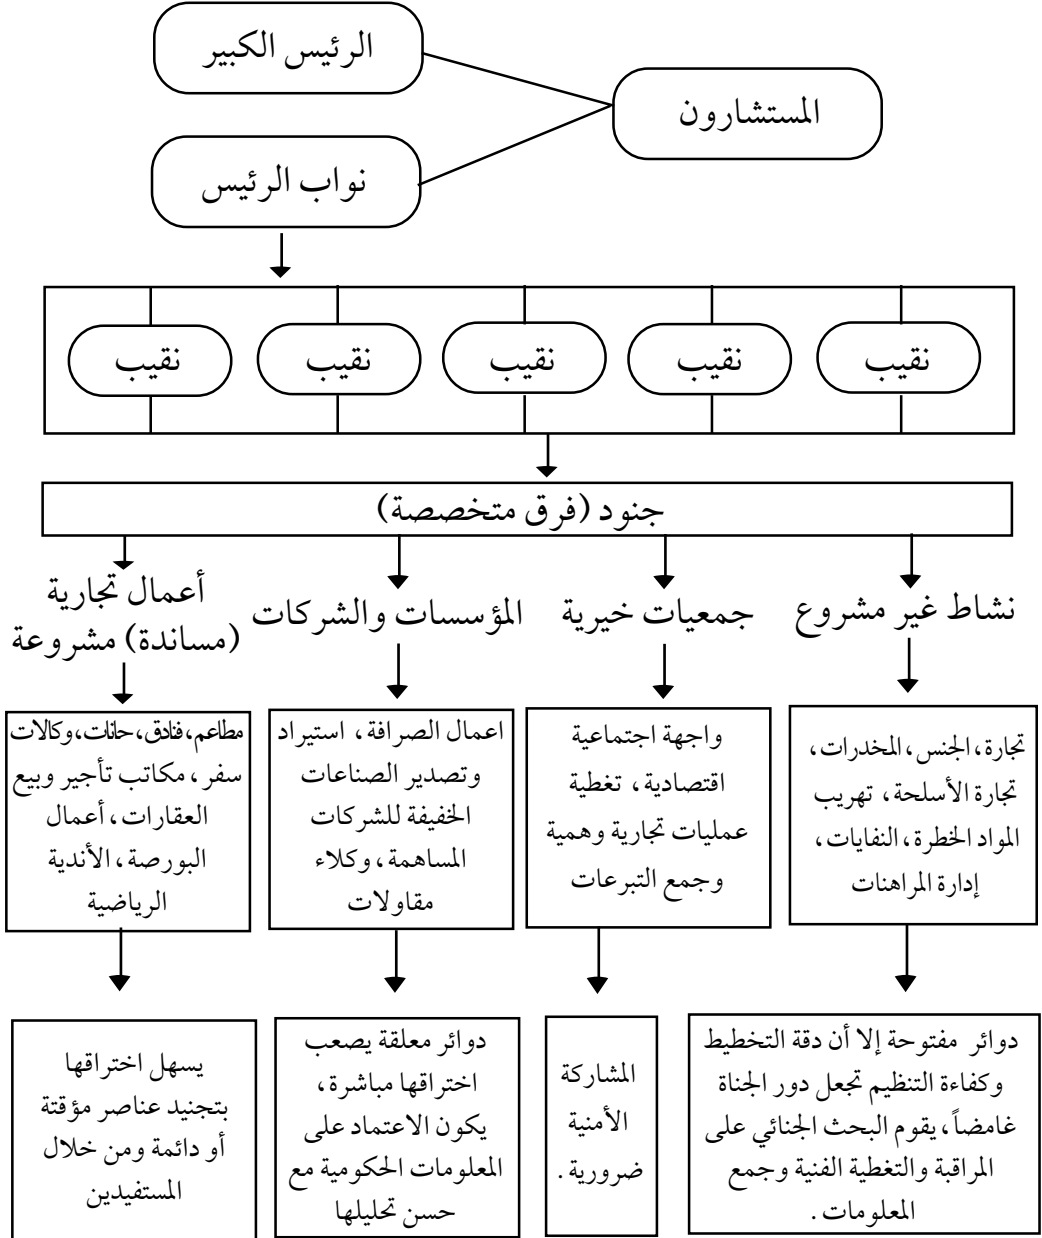 الرئيس الكبير
المستشارون
نواب الرئيس
نقيب
نقيب
نقيب
نقيب
نقيب
جنود (فرق متخصصة)
نشاط غير مشروع
جمعيات خيرية
المؤسسات والشركات
أعمال تجارية
(مساندة) مشروعة
تجارة، الجنس، المخدرات،
تجارة الأسلحة، تهريب
المواد الخطرة، النفايات،
إدارة المراهنات
واجهة اجتماعية
اقتصادية، تغطية
عمليات تجارية وهمية
وجمع التبرعات
اعمال الصرافة، استيراد
وتصدير الصناعات
الخفيفة للشركات
المساهمة، وكلاء
مقاولات
مطاعم، فنادق، حانات، وكالات
سفر، مكاتب تأجير وبيع
العقارات، أعمال
البورصة، الأندية
الرياضية
دوائر مفتوحة إلا أن دقة التخطيط
وكفاءة التنظيم تجعل دور الجناة
غامضاً، يقوم البحث الجنائي على
المراقبة والتغطية الفنية وجمع
المعلومات.
المشاركة
الأمنية
ضرورية.
دوائر معلقة يصعب
اختراقها مباشرة،
يكون الاعتماد على
المعلومات الحكومية مع
حسن تحليلها
يسهل اختراقها
بتجنيد عناصر مؤقتة
أو دائمة ومن خلال
المستفيدين